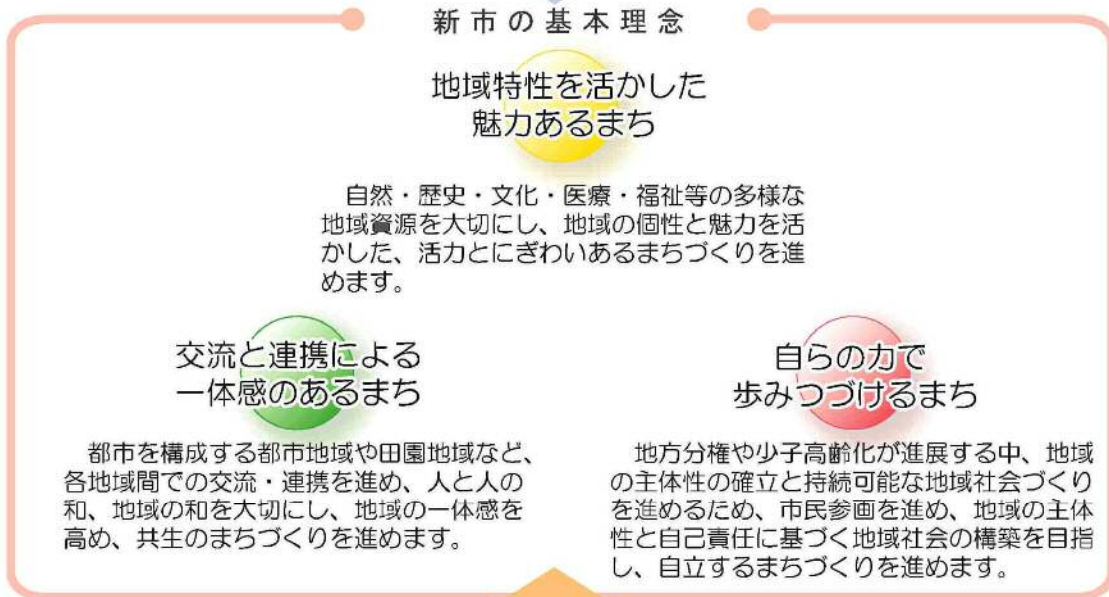 新市の基本理念
地域特性を活かした
魅力あるまち
自然・歴史・文化・医療・福祉等の多様な
地域資源を大切にし、地域の個性と魅力を活
かした、活力とにぎわいあるまちづくりを進
めます。
交流と連携による
一体感のあるまち
都市を構成する都市地域や田園地域など、
各地域間での交流・連携を進め、人と人の
和、地域の和を大切にし、地域の一体感を
高め、共生のまちづくりを進めます。
自らの力で
歩みつづけるまち
地方分権や少子高齢化が進展する中、地域
の主体性の確立と持続可能な地域社会づくり
を進めるため、市民参画を進め、地域の主体
性と自己責任に基づく地域社会の構築を目指
し、自立するまちづくりを進めます。